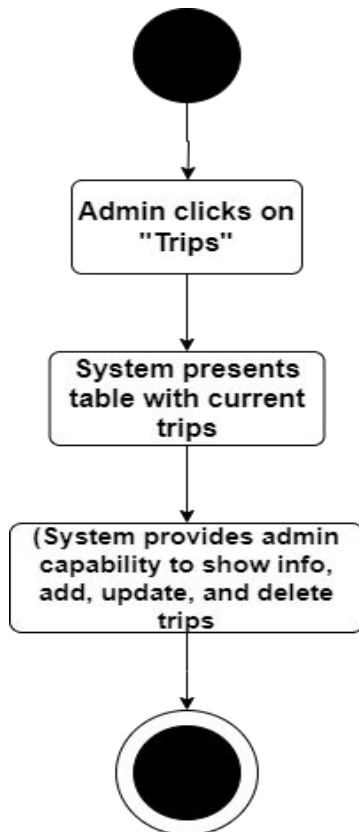 Admin clicks on
"Trips"
System presents
table with current
trips
(System provides admin
capability to show info,
add, update, and delete
trips